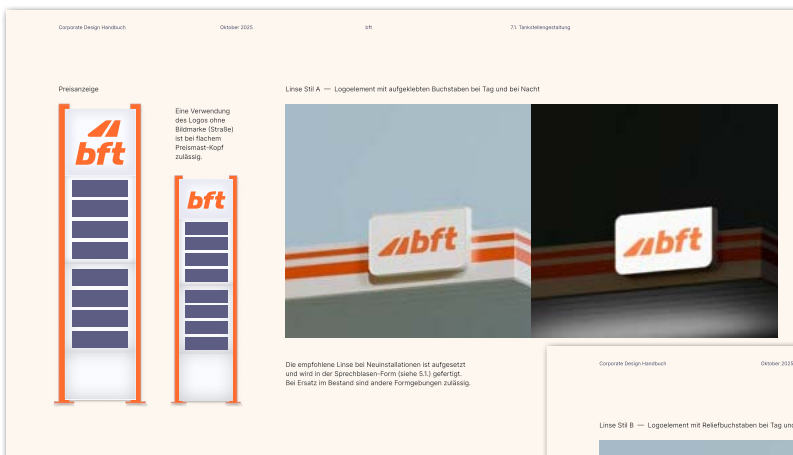 Corporate Design Handbuch
Oktober 2025
bft
7.1. Tankstellengestaltung
Preisanzeige
Linse Stil A — Logoelement mit aufgeklebten Buchstaben bei Tag und bei Nacht
Eine Verwendung
des Logos ohne
Bildmarke (Straße)
ist bei flachem
Preismast-Kopf
zulässig.
bft
bft
bft
bft
Die empfohlene Linse bei Neuinstallationen ist aufgesetzt
und wird in der Sprechblasen-Form (siehe 5.1.) gefertigt.
Bei Ersatz im Bestand sind andere Formgebungen zulässig.
Corporate Design Handbuch
Oktober 2025
Linse Stil B — Logoelement mit Reliefbuchstaben bei Tag und